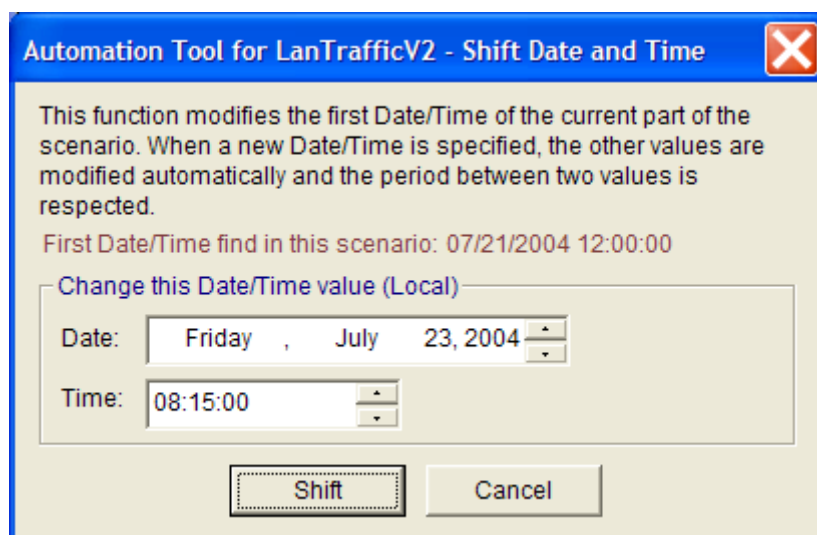 Automation Tool for LanTrafficV2 - Shift Date and Time
This function modifies the first Date/Time of the current part of the
scenario. When a new Date/Time is specified, the other values are
modified automatically and the period between two values is
respected.
First Date/Time find in this scenario: 07/21/2004 12:00:00
Change this Date/Time value (Local)
Date: Friday , July 23, 2004
Time: 08:15:00
Shift Cancel